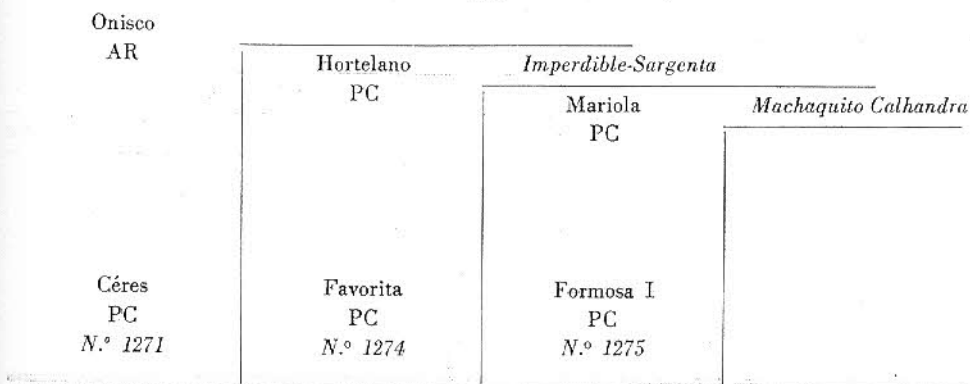 Onisco
AR
Hortelano
PC
Imperdible-Sargenta
Mariola
PC
Machaquito Calhandra
Céres
PC
N.º 1271
Favorita
PC
N.º 1274
Formosa I
PC
N.º 1275